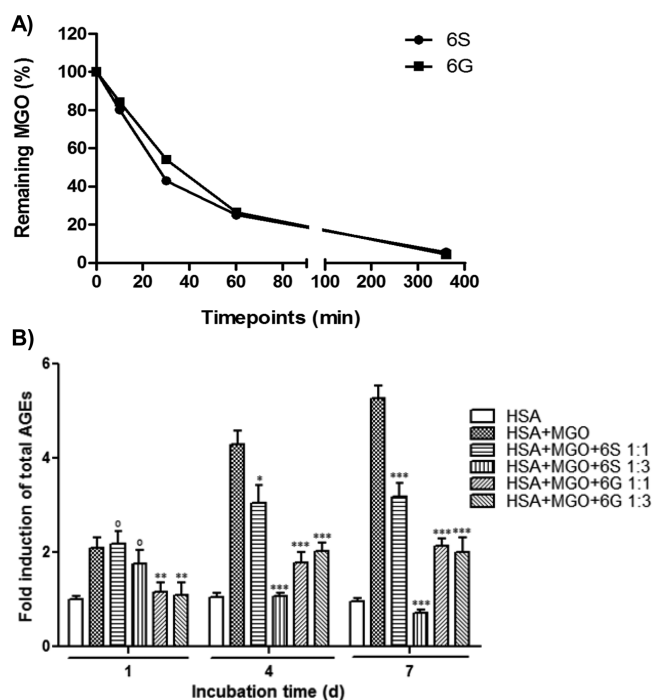 A)
Remaining MGO (%)
120
100
80
60
40
20
0
6S
6G
0 20 40 60 80 100 200 300 400
Timepoints (min)
B)
Fold induction of total AGEs
6
4
2
0
o o ** ** * *** *** *** *** *** *** ***
HSA
HSA+MGO
HSA+MGO+6S 1:1
HSA+MGO+6S 1:3
HSA+MGO+6G 1:1
HSA+MGO+6G 1:3
1 4 7
Incubation time (d)